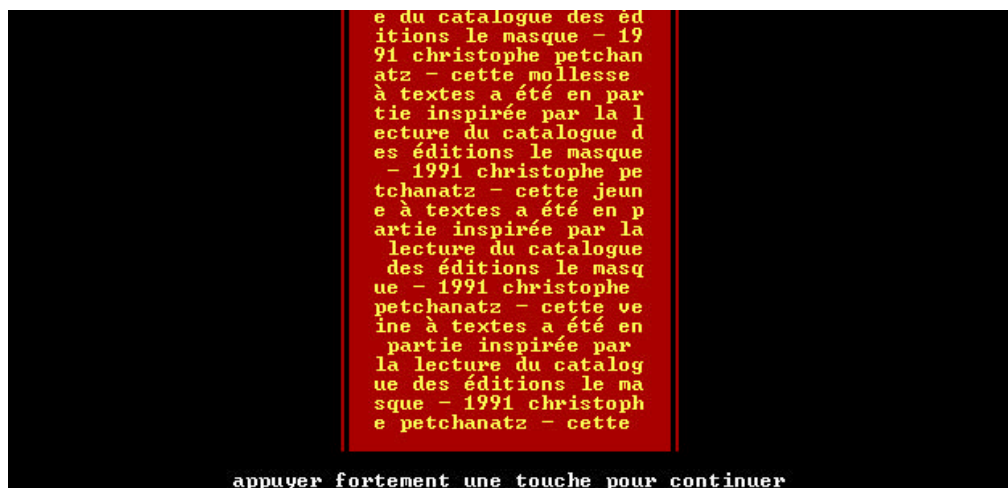 e du catalogue des éd
itions le masque - 19
91 christophe petchan
atz - cette mollesse
à textes a été en par
tie inspirée par la l
ecture du catalogue d
es éditions le masque
- 1991 christophe pe
tchanatz - cette jeun
e à textes a été en p
artie inspirée par la
lecture du catalogue
des éditions le masq
ue - 1991 christophe
petchanatz - cette ve
ine à textes a été en
partie inspirée par
la lecture du catalog
ue des éditions le ma
sque - 1991 christoph
e petchanatz - cette
appuyer fortement une touche pour continuer